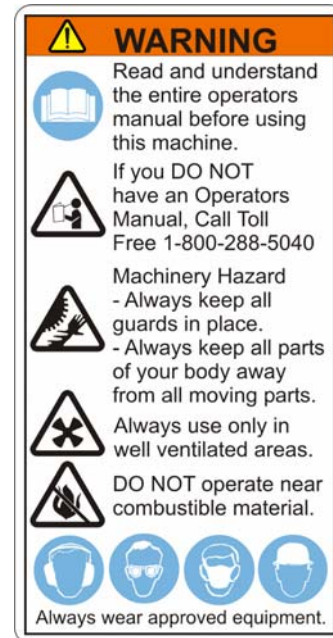 WARNING
Read and understand
the entire operators
manual before using
this machine.
If you DO NOT
have an Operators
Manual, Call Toll
Free 1-800-288-5040
Machinery Hazard
- Always keep all
guards in place.
- Always keep all parts
of your body away
from all moving parts.
Always use only in
well ventilated areas.
DO NOT operate near
combustible material.
Always wear approved equipment.